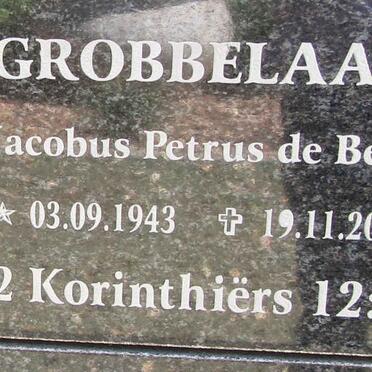 GROBBELAA
acobus Petrus de Be
03.09.1943 19.11.20
2 Korinthiërs 12: